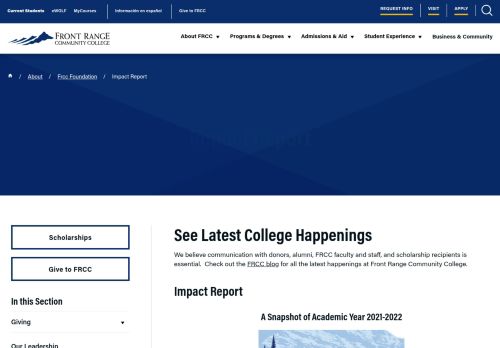 Current Students eWOLF MyCourses Información en español Give to FRCC REQUEST INFO VISIT APPLY
FRONT RANGE
COMMUNITY COLLEGE
About FRCC Programs & Degrees Admissions & Aid Student Experience Business & Community
/ About / Frcc Foundation / Impact Report
Impact Report
Scholarships
Give to FRCC
In this Section
Giving
Our Leadership
See Latest College Happenings
We believe communication with donors, alumni, FRCC faculty and staff, and scholarship recipients is
essential. Check out the FRCC blog for all the latest happenings at Front Range Community College.
Impact Report
A Snapshot of Academic Year 2021-2022